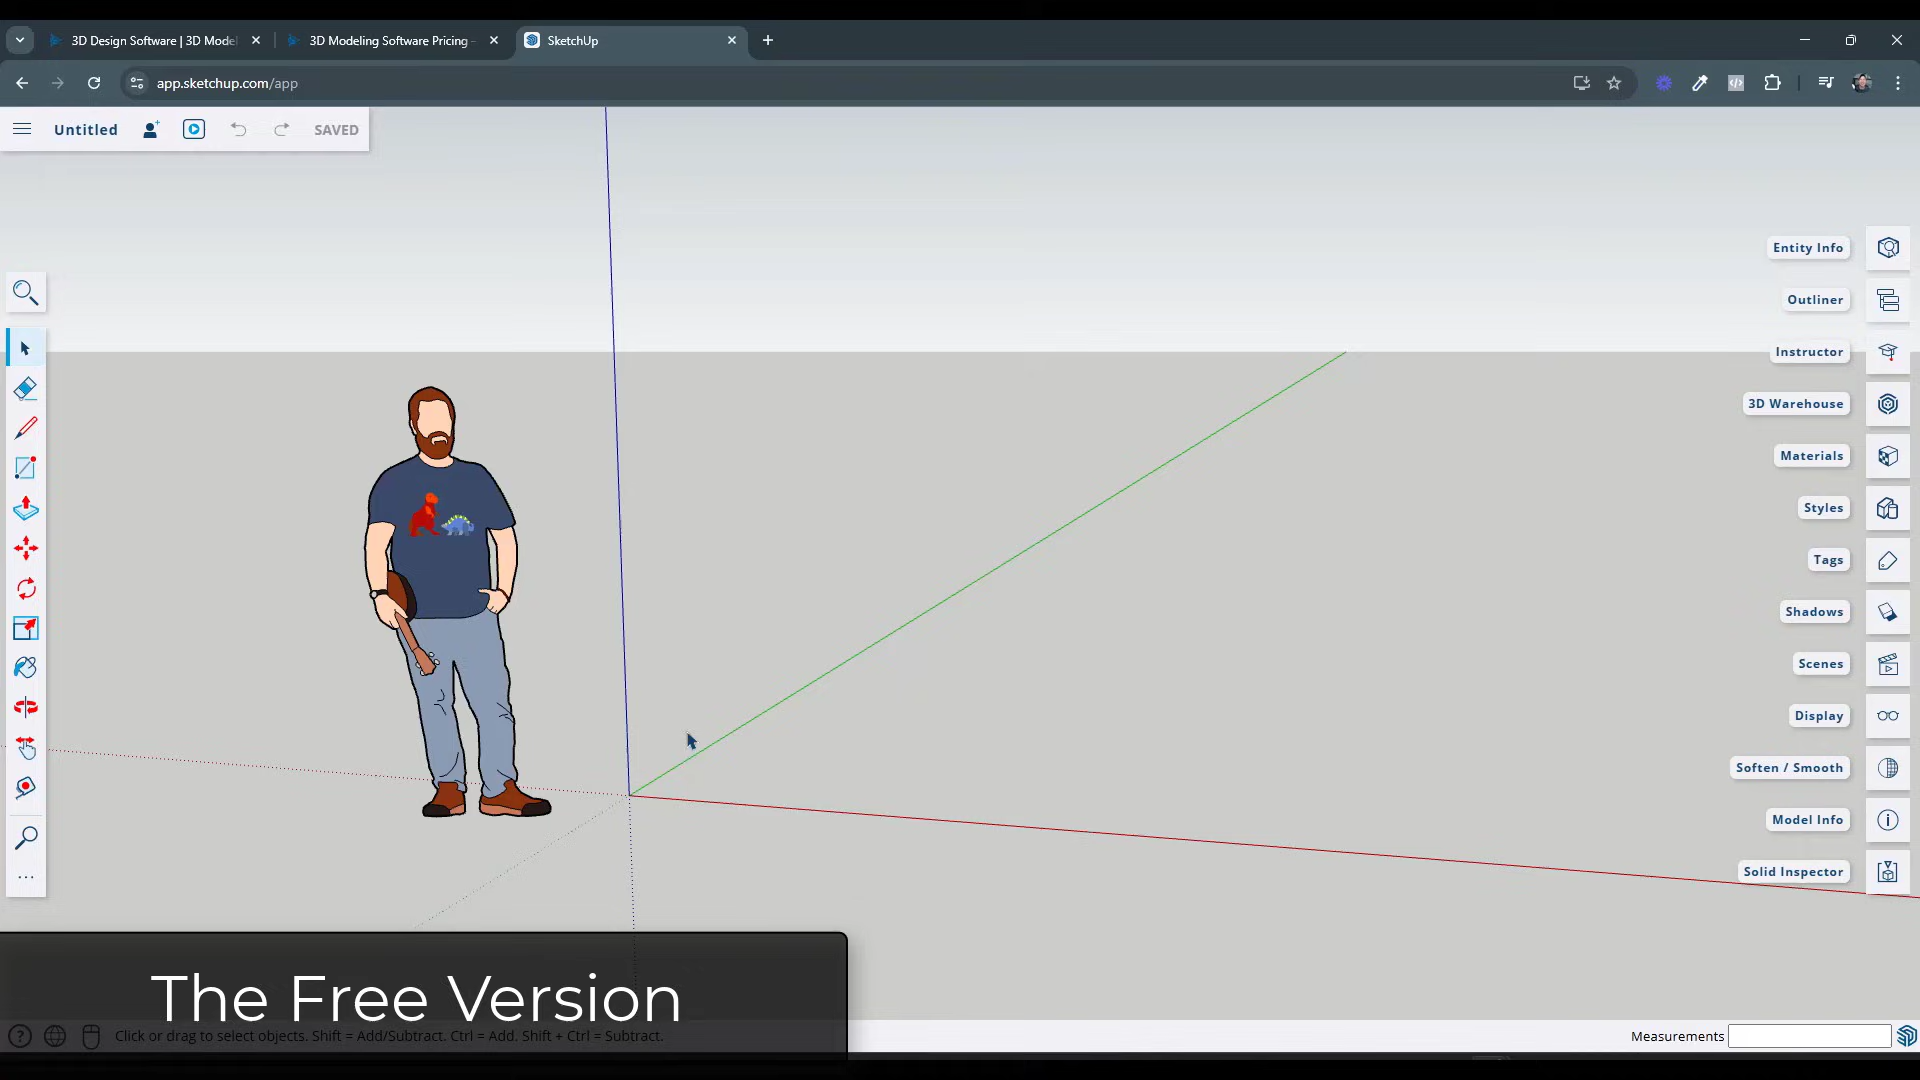 3D Design Software | 3D Model
3D Modeling Software Pricing -
SketchUp
app.sketchup.com/app
Untitled
SAVED
Entity Info
Outliner
Instructor
3D Warehouse
Materials
Styles
Tags
Shadows
Scenes
Display
Soften / Smooth
Model Info
Solid Inspector
The Free Version
Click or drag to select objects. Shift = Add/Subtract. Ctrl = Add. Shift + Ctrl = Subtract.
Measurements